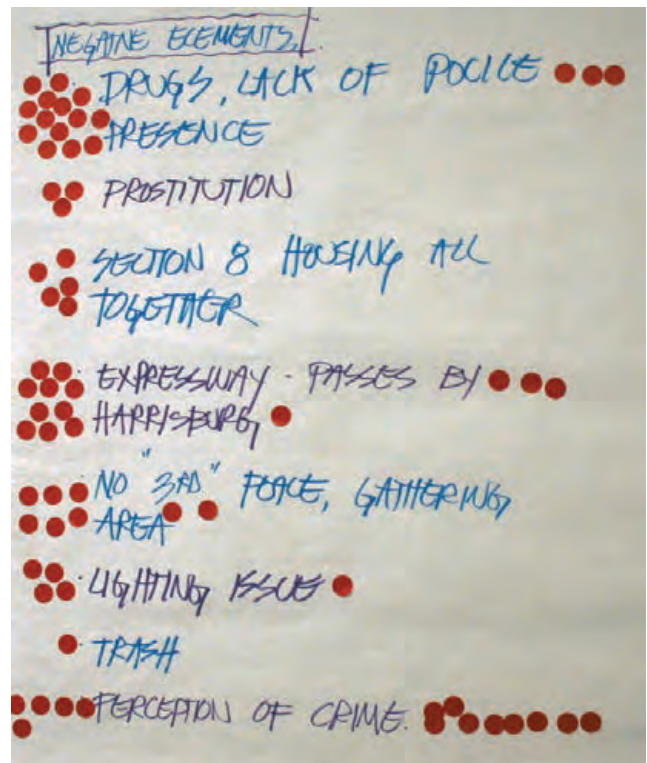 NEGATIVE ELEMENTS.
DRUGS, LACK OF POLICE
PRESENCE
PROSTITUTION
SECTION 8 HOUSING ALL
TOGETHER
EXPRESSWAY - PASSES BY
HARRISBURG
NO "3RD" PLACE, GATHERING
AREA
LIGHTING ISSUE
TRASH
PERCEPTION OF CRIME.